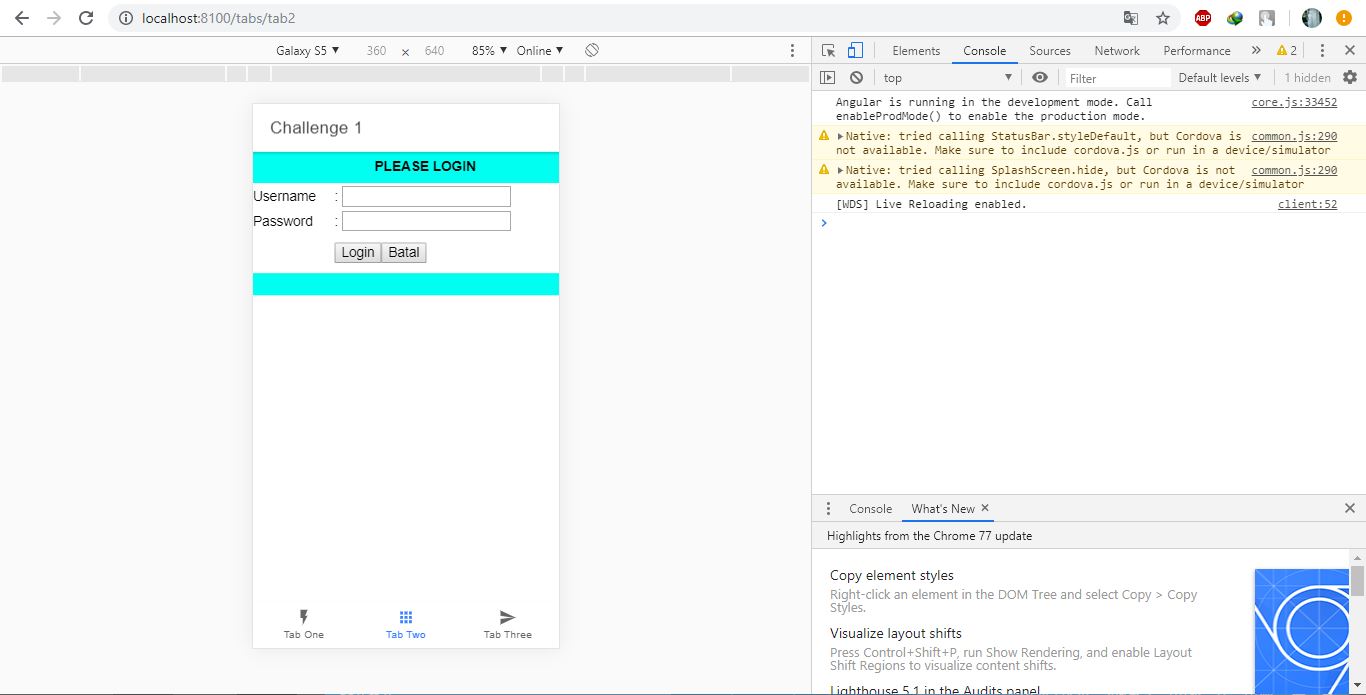 localhost:8100/tabs/tab2
ABP
Galaxy S5 ▼ 360 × 640 85% ▼ Online ▼
Elements Console Sources Network Performance » 2
top ▼ Filter Default levels ▼ 1 hidden
Challenge 1
PLEASE LOGIN
Username :
Password :
Login Batal
Tab One Tab Two Tab Three
Angular is running in the development mode. Call core.js:33452
enableProdMode() to enable the production mode.
Native: tried calling StatusBar.styleDefault, but Cordova is common.js:290
not available. Make sure to include cordova.js or run in a device/simulator
Native: tried calling SplashScreen.hide, but Cordova is not common.js:290
available. Make sure to include cordova.js or run in a device/simulator
[WDS] Live Reloading enabled. client:52
Console What's New ×
Highlights from the Chrome 77 update
Copy element styles
Right-click an element in the DOM Tree and select Copy > Copy
Styles.
Visualize layout shifts
Press Control+Shift+P, run Show Rendering, and enable Layout
Shift Regions to visualize content shifts.
Lighthouse 5.1 in the Audits panel